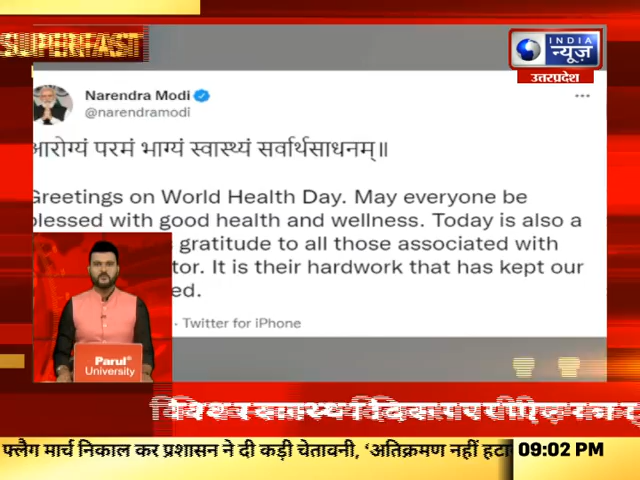 SUPERFAST
INDIA
न्यूज़
उत्तरप्रदेश
Narendra Modi
@narendramodi
आरोग्यं परमं भाग्यं स्वास्थ्यं सर्वार्थसाधनम्॥
Greetings on World Health Day. May everyone be
blessed with good health and wellness. Today is also a
gratitude to all those associated with
It is their hardwork that has kept our
Twitter for iPhone
Parul
University
फ्लैग मार्च निकाल कर प्रशासन ने दी कड़ी चेतावनी, ‘अतिक्रमण नहीं हटा
09:02 PM